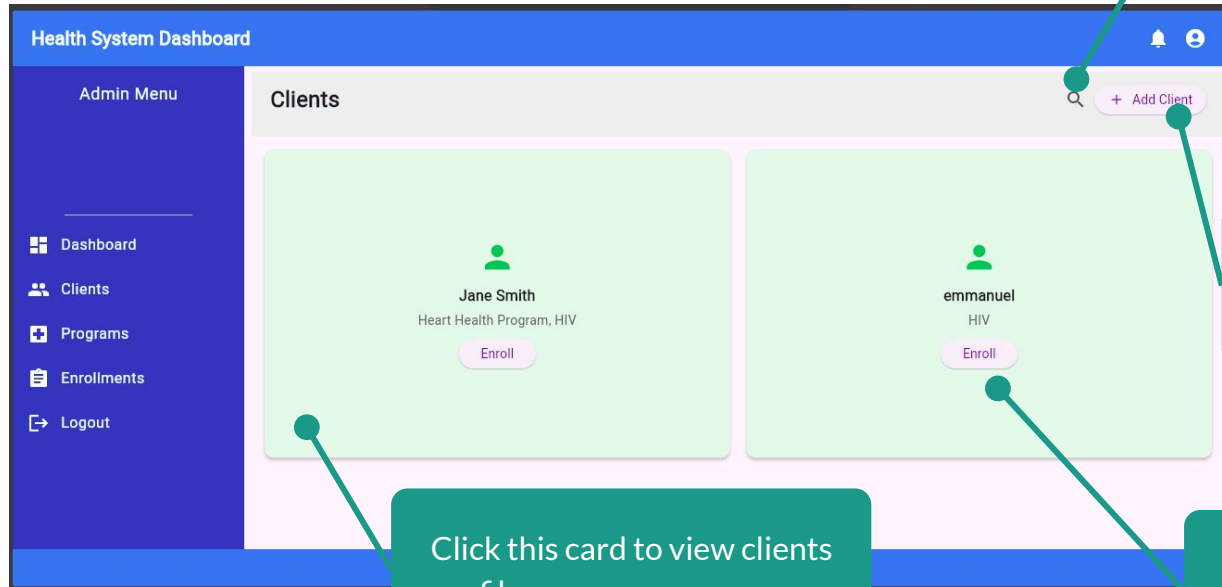 Health System Dashboard
Admin Menu
Clients
+ Add Client
Dashboard
Clients
Programs
Enrollments
Logout
Jane Smith
Heart Health Program, HIV
Enroll
emmanuel
HIV
Enroll
Click this card to view clients